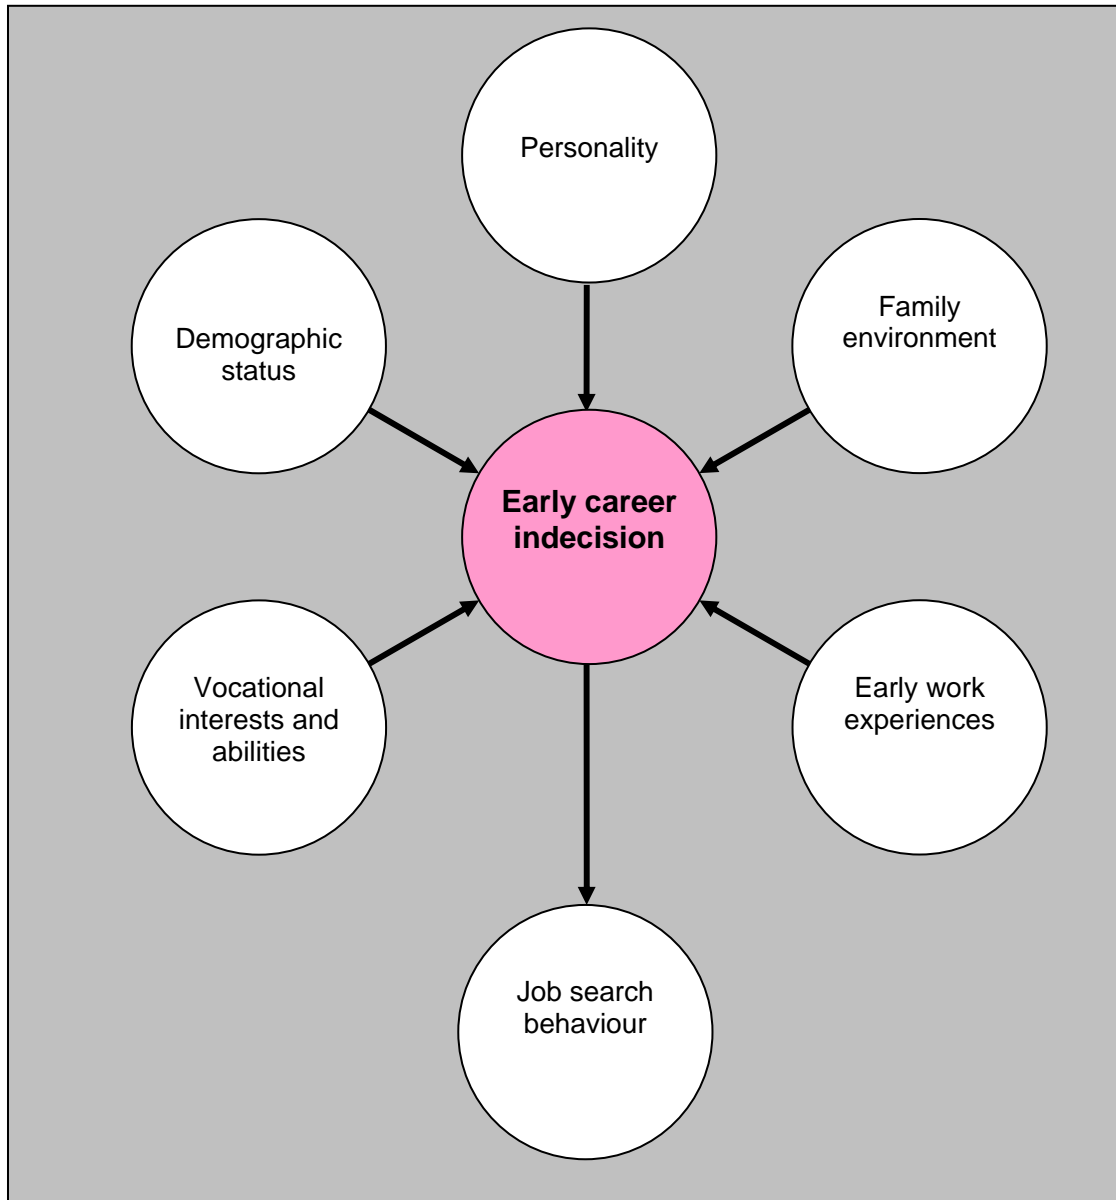 Personality
Demographic
status
Family
environment
Early career
indecision
Vocational
interests and
abilities
Early work
experiences
Job search
behaviour